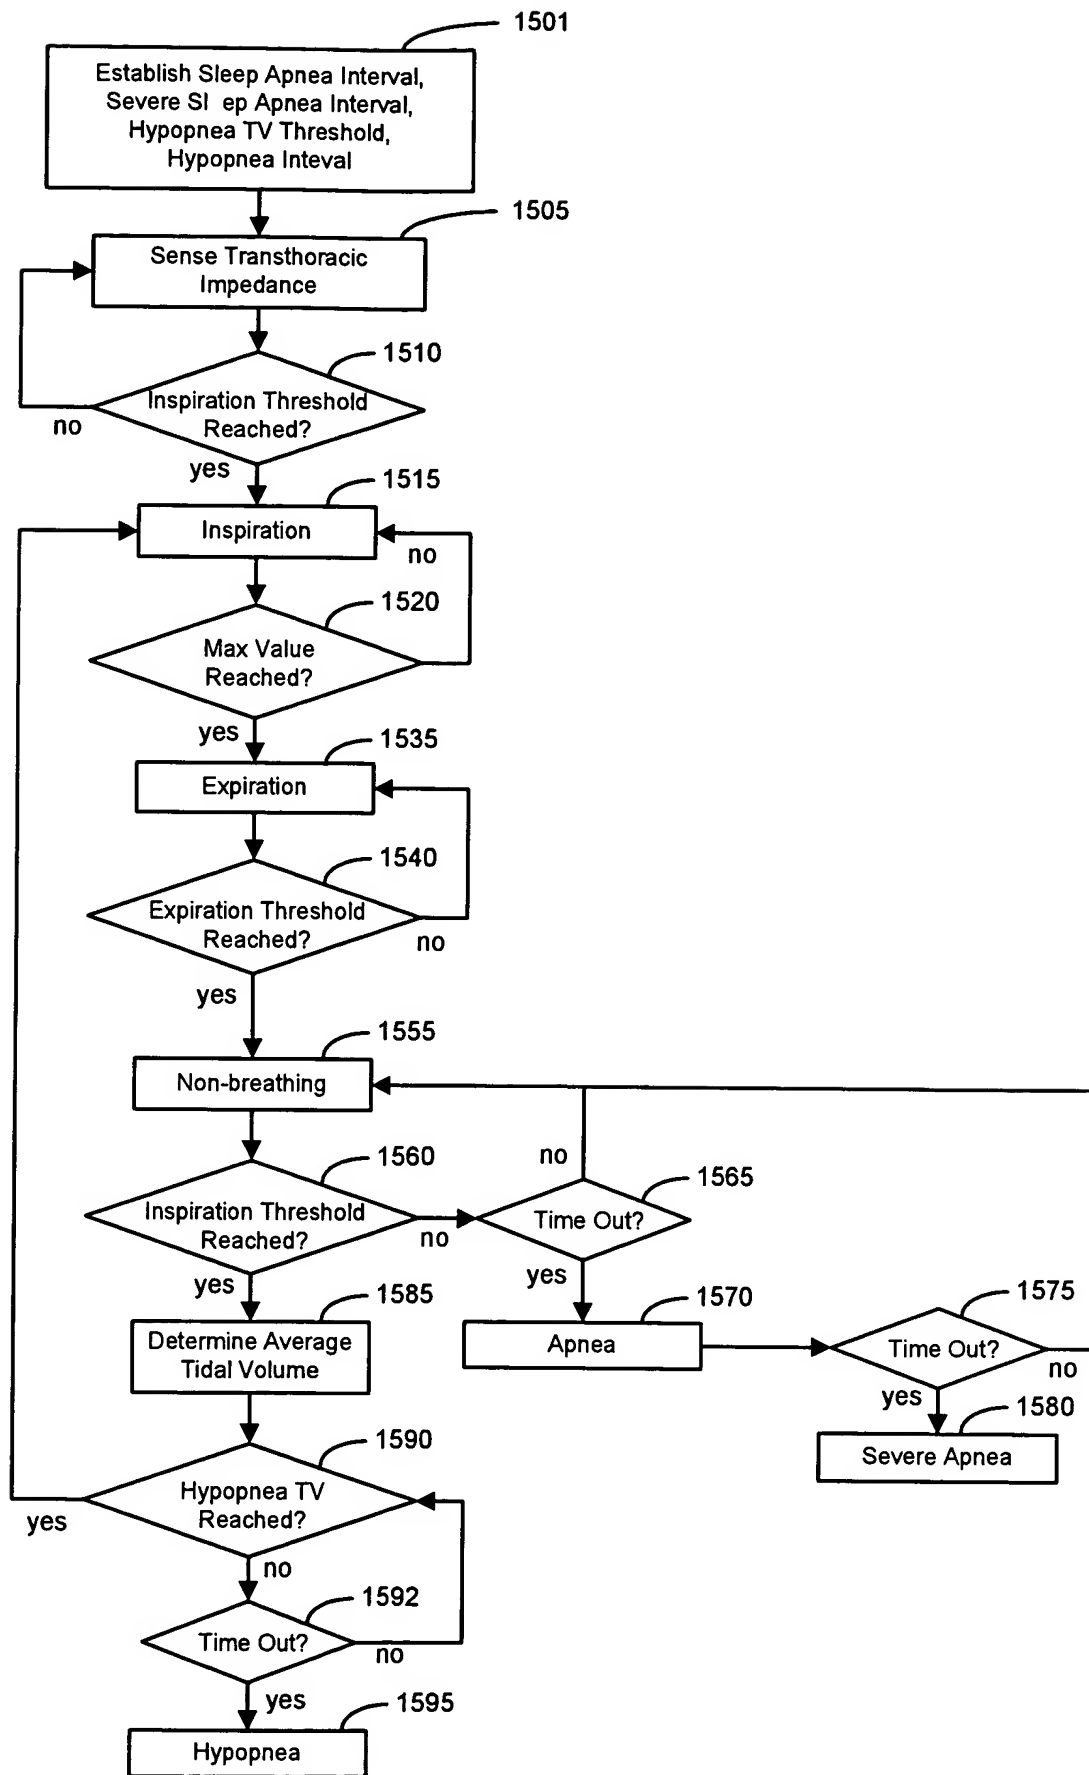 1501
Establish Sleep Apnea Interval,
Severe Sl ep Apnea Interval,
Hypopnea TV Threshold,
Hypopnea Inteval
1505
Sense Transthoracic
Impedance
1510
Inspiration Threshold
Reached?
no
yes
1515
Inspiration
no
1520
Max Value
Reached?
yes
1535
Expiration
1540
Expiration Threshold
Reached?
no
yes
1555
Non-breathing
1560
Inspiration Threshold
Reached?
no
yes
no
1565
Time Out?
yes
1570
Apnea
1575
Time Out?
no
yes
1580
Severe Apnea
1585
Determine Average
Tidal Volume
1590
Hypopnea TV
Reached?
yes
no
1592
Time Out?
no
yes
1595
Hypopnea